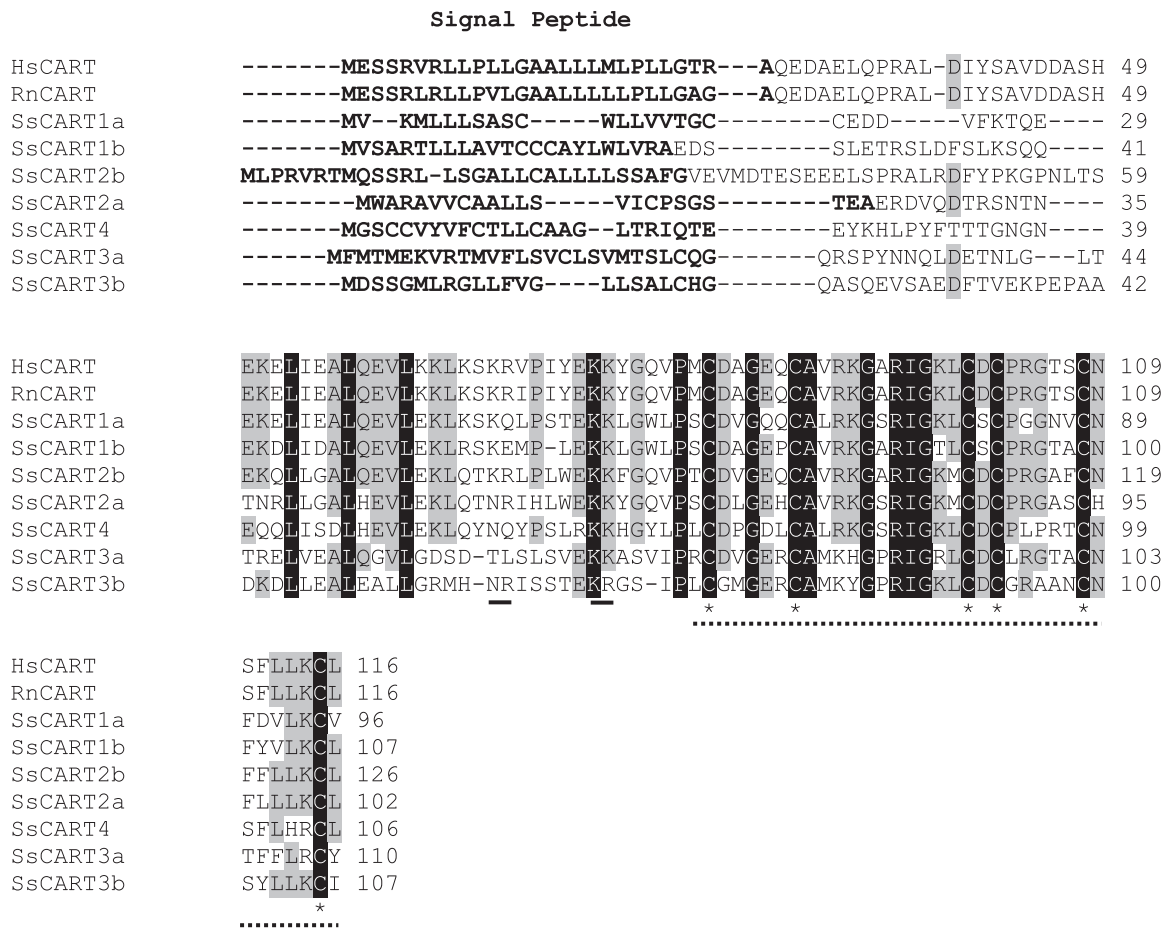 Signal Peptide
HsCART -------MESSRVRLLPLLGAALLLMLPLLGTR---AQEDAELQPRAL-DIYSAVDDASH 49
RnCART -------MESSRLRLLPVLGAALLLLLPLLGAG---AQEDAELQPRAL-DIYSAVDDASH 49
SsCART1a -------MV--KMLLLSASC-----WLLVVTGC--------CEDD-----VFKTQE---- 29
SsCART1b -------MVSARTLLLAVTCCCAYLWLVRAEDS--------SLETRSLDFSLKSQQ---- 41
SsCART2b MLPRVRTMQSSRL-LSGALLCALLLLSSAFGVEVMDTESEEELSPRALRDFYPKGPNLTS 59
SsCART2a --------MWARAVVCAALLS-----VICPSGS--------TEAERDVQDTRSNTN---- 35
SsCART4 -------MGSCCVYVFCTLLCAAG--LTRIQTE--------EYKHLPYFTTTGNGN---- 39
SsCART3a ------MFMTMEKVRTMVFLSVCLSVMTSLCQG-------QRSPYNNQLDETNLG---LT 44
SsCART3b -------MDSSGMLRGLLFVG----LLSALCHG-------QASQEVSAEDFTVEKPEPAA 42
HsCART EKELIEALQEVLKKLKSKRVPIYEKKYGQVPMCDAGEQCAVRKGARIGKLCDCPRGTSCN 109
RnCART EKELIEALQEVLKKLKSKRIPIYEKKYGQVPMCDAGEQCAVRKGARIGKLCDCPRGTSCN 109
SsCART1a EKELIEALQEVLEKLKSKQLPSTEKKLGWLPSCDVGQQCALRKGSRIGKLCSCPGGNVCN 89
SsCART1b EKDLIDALQEVLEKLRSKEMP-LEKKLGWLPSCDAGEPCAVRKGARIGTLCSCPRGTACN 100
SsCART2b EKQLLGALQEVLEKLQTKRLPLWEKKFGQVPTCDVGEQCAVRKGARIGKMCDCPRGAFCN 119
SsCART2a TNRLLGALHEVLEKLQTNRIHLWEKKYGQVPSCDLGEHCAVRKGSRIGKMCDCPRGASCH 95
SsCART4 EQQLISDLHEVLEKLQYNQYPSLRKKHGYLPLCDPGDLCALRKGSRIGKLCDCPLPRTCN 99
SsCART3a TRELVEALQGVLGDSD-TLSLSVEKKASVIPRCDVGERCAMKHGPRIGRLCDCLRGTACN 103
SsCART3b DKDLLEALEALLGRMH-NRISSTEKRGS-IPLCGMGERCAMKYGPRIGKLCDCGRAANCN 100
* * * * *
HsCART SFLLKCL 116
RnCART SFLLKCL 116
SsCART1a FDVLKCV 96
SsCART1b FYVLKCL 107
SsCART2b FFLLKCL 126
SsCART2a FLLLKCL 102
SsCART4 SFLHRCL 106
SsCART3a TFFLRCY 110
SsCART3b SYLLKCI 107
*